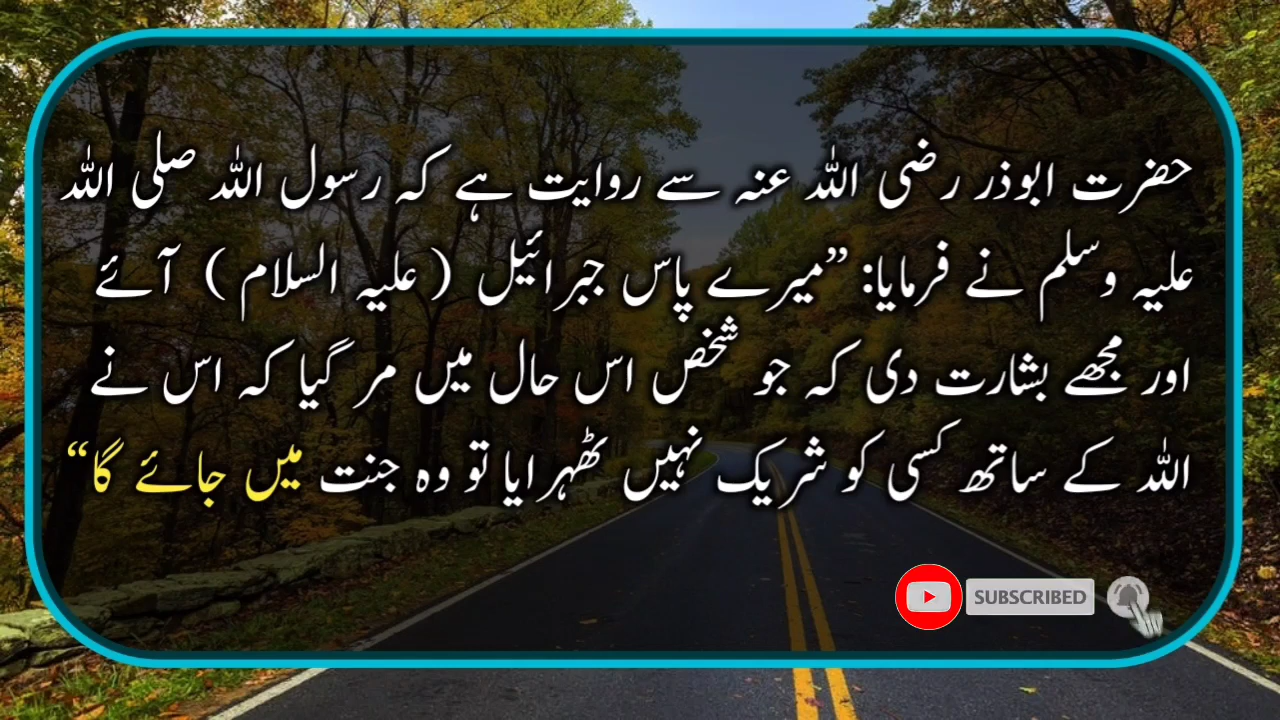 حضرت ابوذر رضی اللہ عنہ سے روایت ہے کہ رسول اللہ صلی اللہ
علیہ وسلم نے فرمایا: ”میرے پاس جبرائیل (علیہ السلام) آئے
اور مجھے بشارت دی کہ جو شخص اس حال میں مر گیا کہ اس نے
اللہ کے ساتھ کسی کو شریک نہیں ٹھہرایا تو وہ جنت میں جائے گا“
SUBSCRIBED